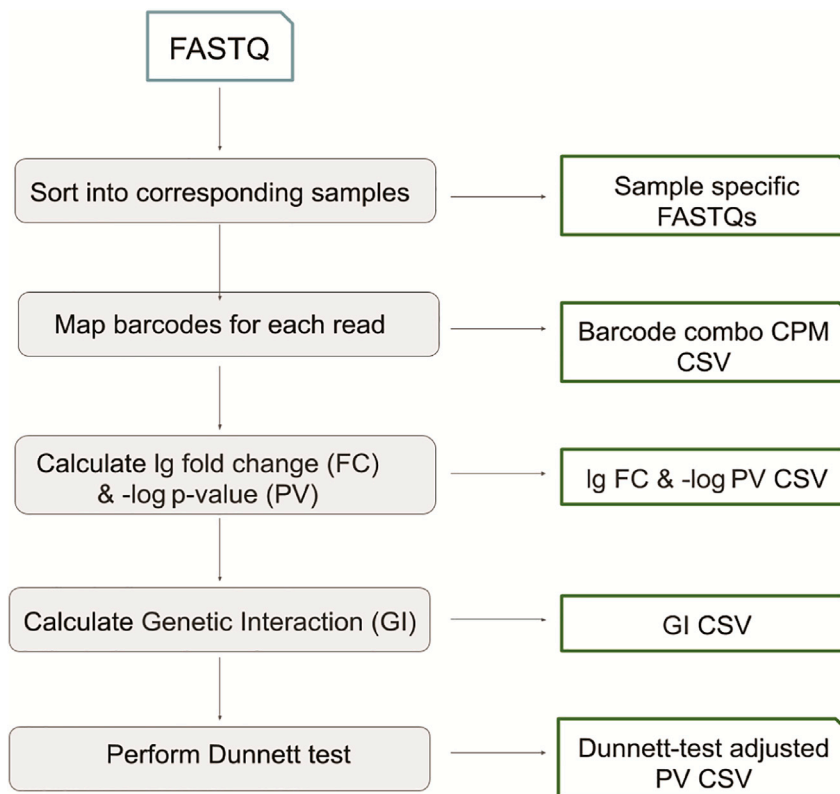 FASTQ
Sort into corresponding samples
Sample specific
FASTQs
Map barcodes for each read
Barcode combo CPM
CSV
Calculate lg fold change (FC)
& -log p-value (PV)
lg FC & -log PV CSV
Calculate Genetic Interaction (GI)
GI CSV
Perform Dunnett test
Dunnett-test adjusted
PV CSV